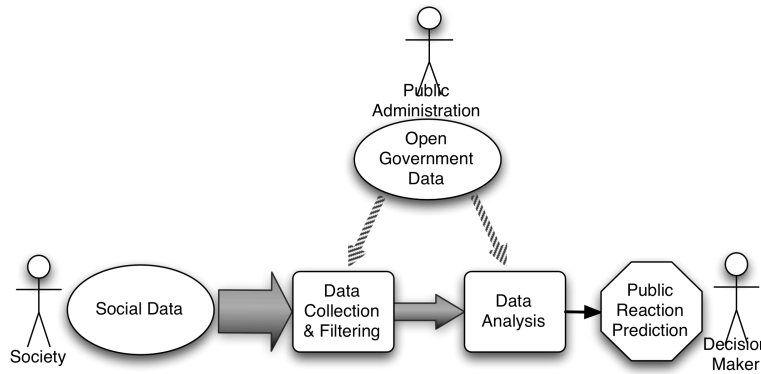 Public
Administration
Open
Government
Data
Society
Social Data
Data
Collection
& Filtering
Data
Analysis
Public
Reaction
Prediction
Decision
Maker